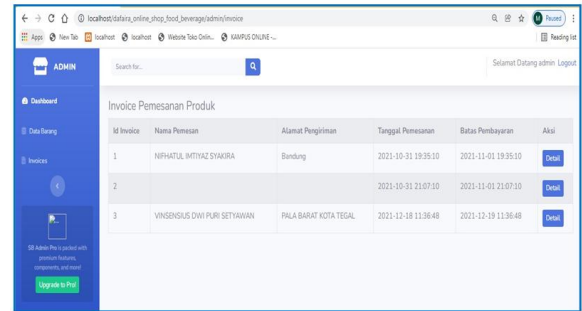 localhost/dafaira_online_shop_food_beverage/admin/invoice
Paused
Apps New Tab localhost localhost Website Toko Onlin... KAMPUS ONLINE -...
Reading list
ADMIN
Search for...
Selamat Datang admin Logout
Dashboard
Data Barang
Invoices
SB Admin Pro is packed with
premium features,
components, and more!
Upgrade to Pro!
Invoice Pemesanan Produk
Id Invoice Nama Pemesan Alamat Pengiriman Tanggal Pemesanan Batas Pembayaran Aksi
1 NIFHATUL IMTIYAZ SYAKIRA Bandung 2021-10-31 19:35:10 2021-11-01 19:35:10 Detail
2 2021-10-31 21:07:10 2021-11-01 21:07:10 Detail
3 VINSENSIUS DWI PURI SETYAWAN PALA BARAT KOTA TEGAL 2021-12-18 11:36:48 2021-12-19 11:36:48 Detail